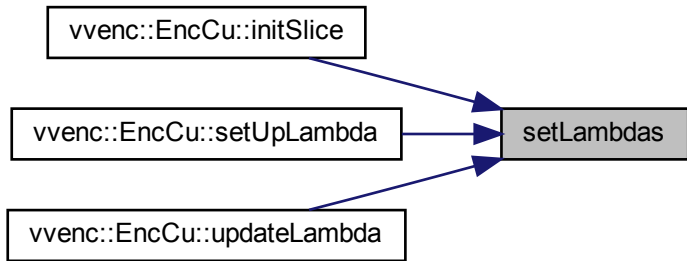 vvenc::EncCu::initSlice
vvenc::EncCu::setUpLambda
setLambdas
vvenc::EncCu::updateLambda